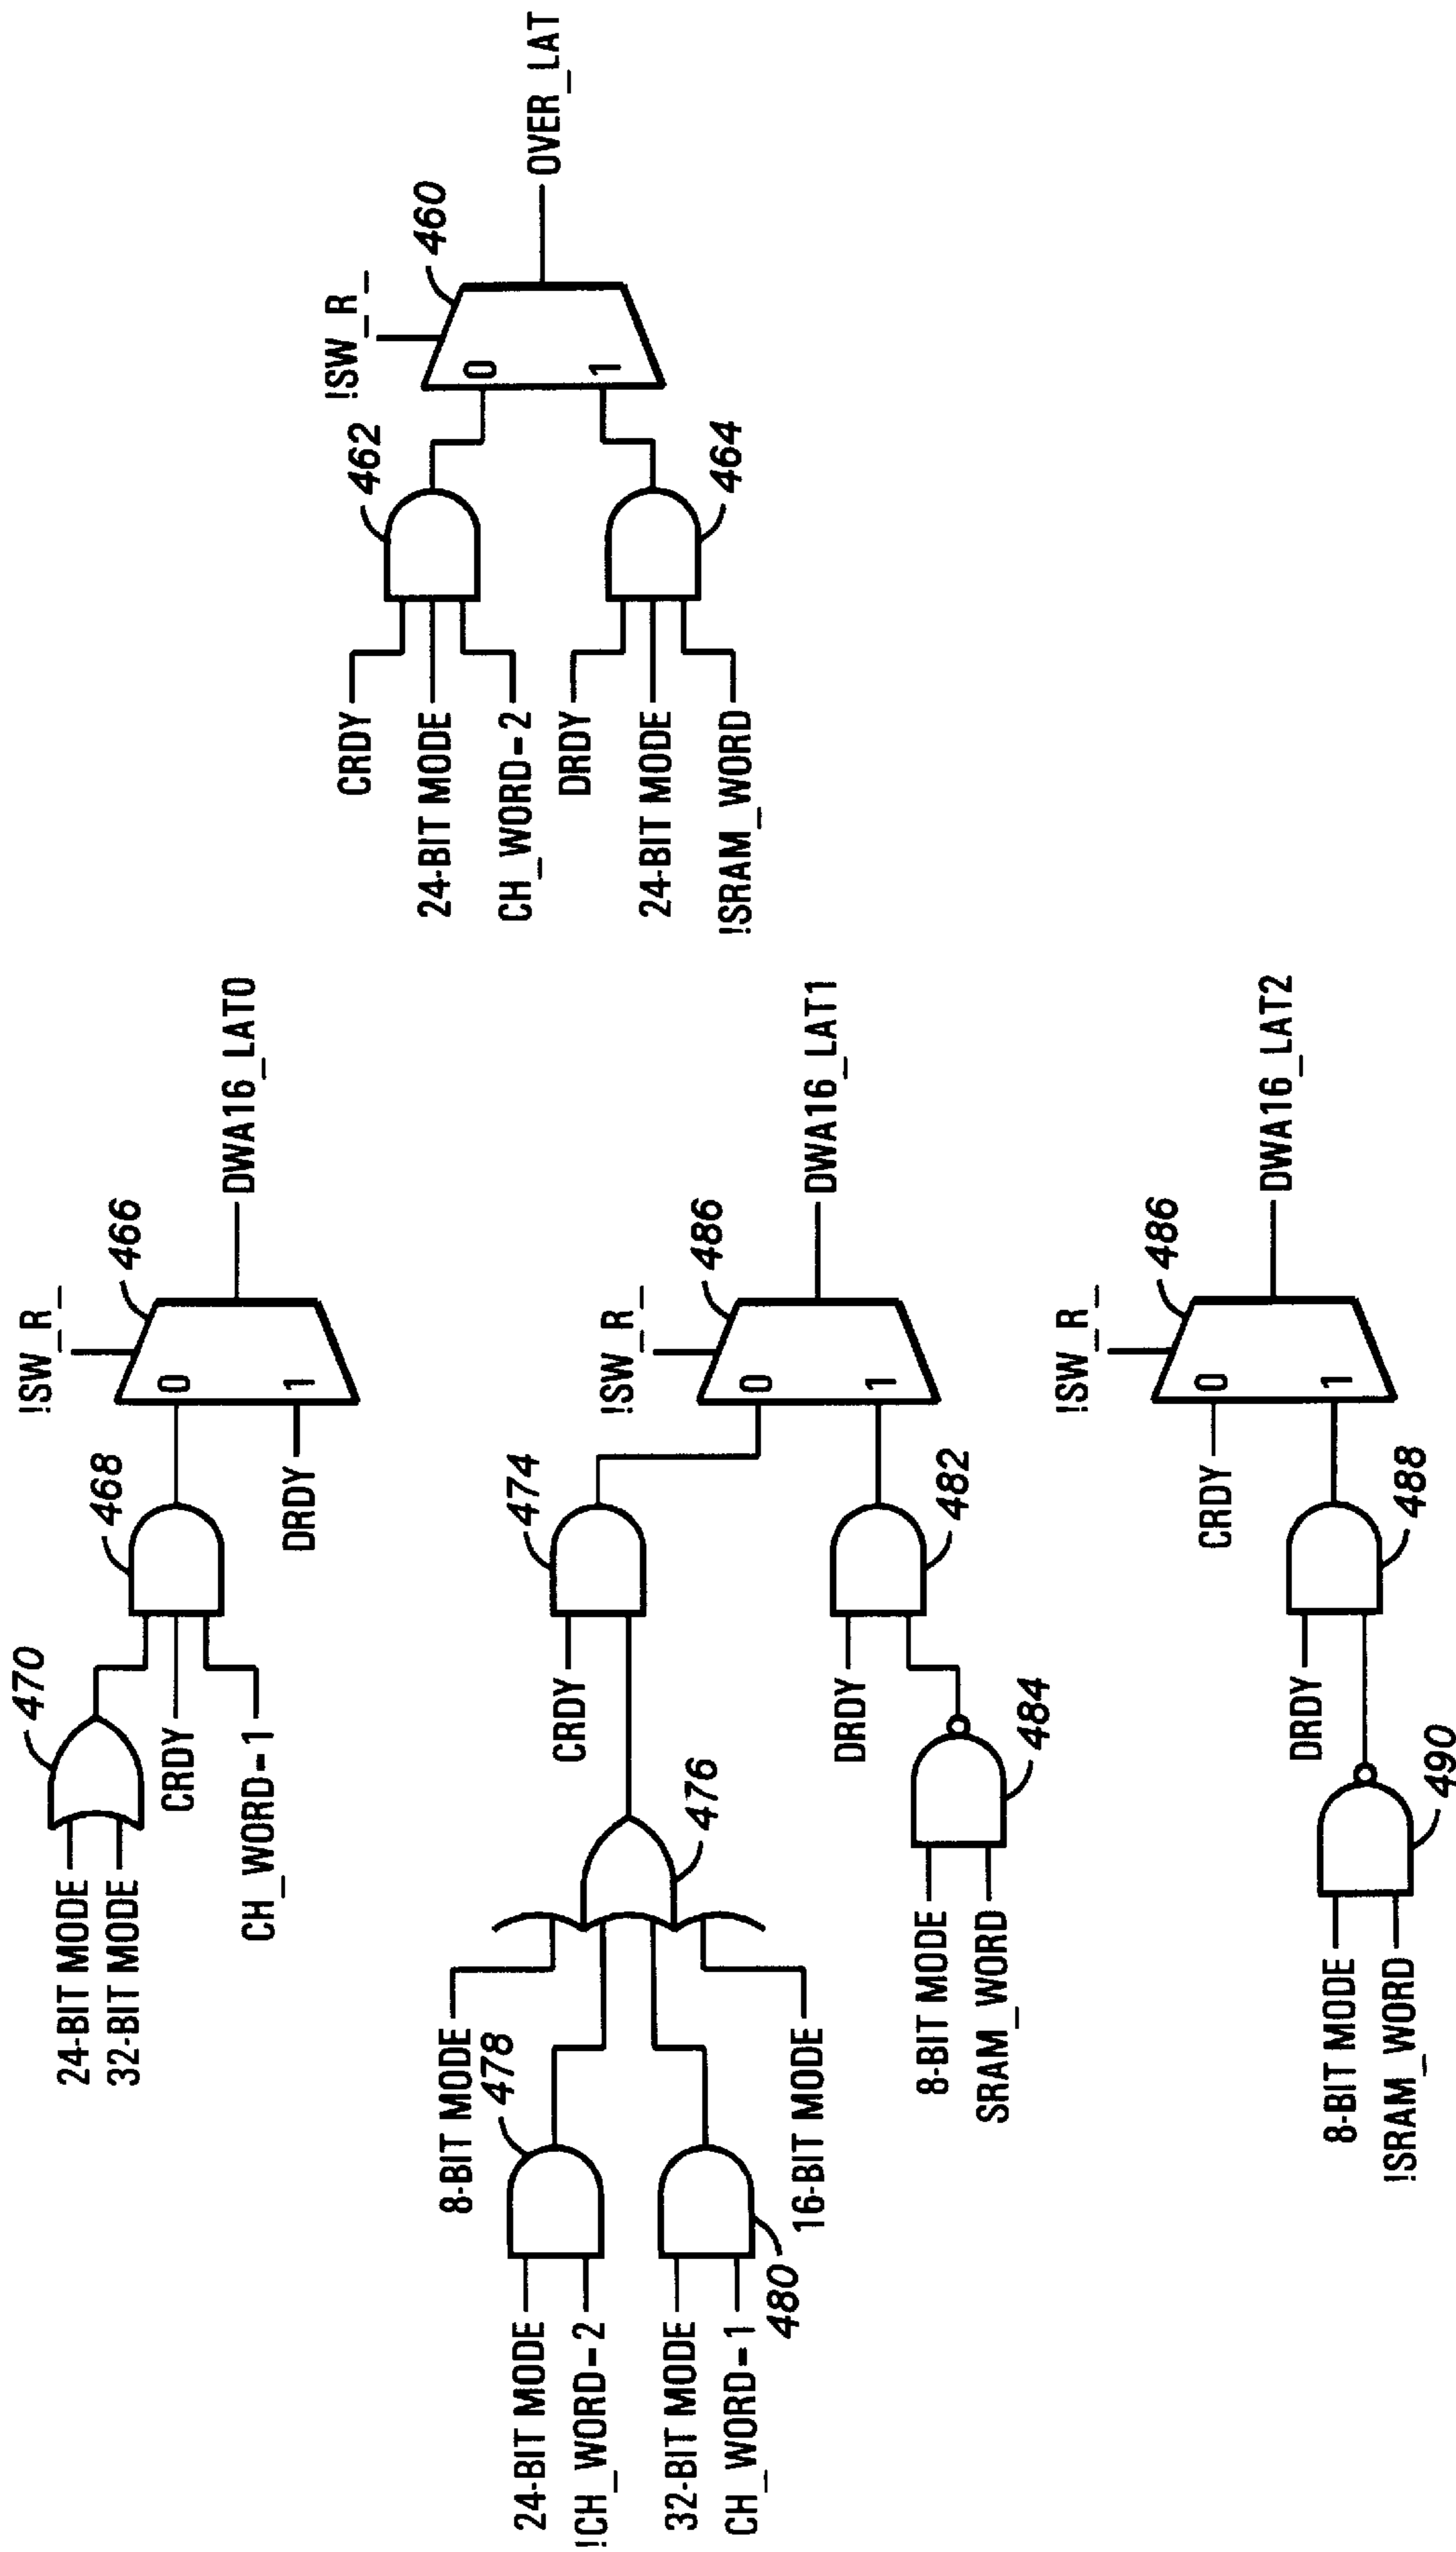 24-BIT MODE
32-BIT MODE
470
CRDY
CH_WORD=1
468
DRDY
!SW_R_
0
1
466
DWA16_LAT0
24-BIT MODE
!CH_WORD=2
478
32-BIT MODE
CH_WORD=1
480
8-BIT MODE
16-BIT MODE
476
CRDY
474
8-BIT MODE
SRAM_WORD
484
DRDY
482
!SW_R_
0
1
486
DWA16_LAT1
8-BIT MODE
!SRAM_WORD
490
DRDY
488
CRDY
!SW_R_
0
1
486
DWA16_LAT2
CRDY
24-BIT MODE
CH_WORD=2
462
DRDY
24-BIT MODE
!SRAM_WORD
464
!SW_R_
0
1
460
OVER_LAT